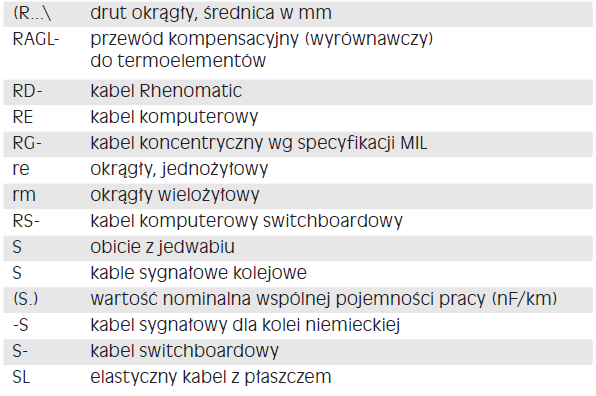 (R...\ drut okrągły, średnica w mm
RAGL- przewód kompensacyjny (wyrównawczy)
do termoelementów
RD- kabel Rhenomatic
RE kabel komputerowy
RG- kabel koncentryczny wg specyfikacji MIL
re okrągły, jednożyłowy
rm okrągły wielożyłowy
RS- kabel komputerowy switchboardowy
S obicie z jedwabiu
S kable sygnałowe kolejowe
(S.) wartość nominalna wspólnej pojemności pracy (nF/km)
-S kabel sygnałowy dla kolei niemieckiej
S- kabel switchboardowy
SL elastyczny kabel z płaszczem